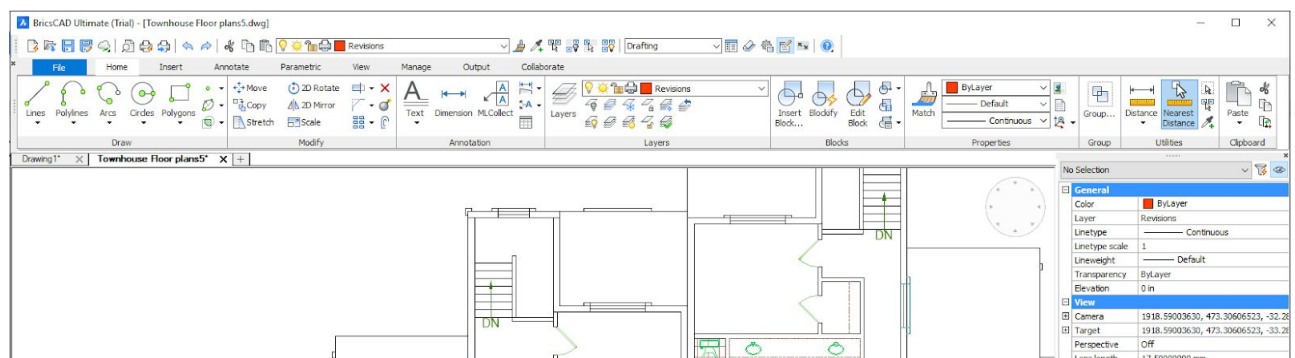 BricsCAD Ultimate (Trial) - [Townhouse Floor plans5.dwg]
Revisions Drafting
File Home Insert Annotate Parametric View Manage Output Collaborate
Lines Polylines Arcs Circles Polygons
Move 2D Rotate
Copy 2D Mirror
Stretch Scale
Text Dimension MLCollect
Layers
Revisions
Insert Block... Blockify Edit Block
Match
ByLayer
Default
Continuous
Group...
Distance Nearest Distance
Paste
Draw Modify Annotation Layers Blocks Properties Group Utilities Clipboard
Drawing1* X Townhouse Floor plans5* X +
No Selection
General
Color ByLayer
Layer Revisions
Linetype Continuous
Linetype scale 1
Lineweight Default
Transparency ByLayer
Elevation 0 in
View
Camera 1918.59003630, 473.30606523, -32.28
Target 1918.59003630, 473.30606523, -33.28
Perspective Off
DN
DN